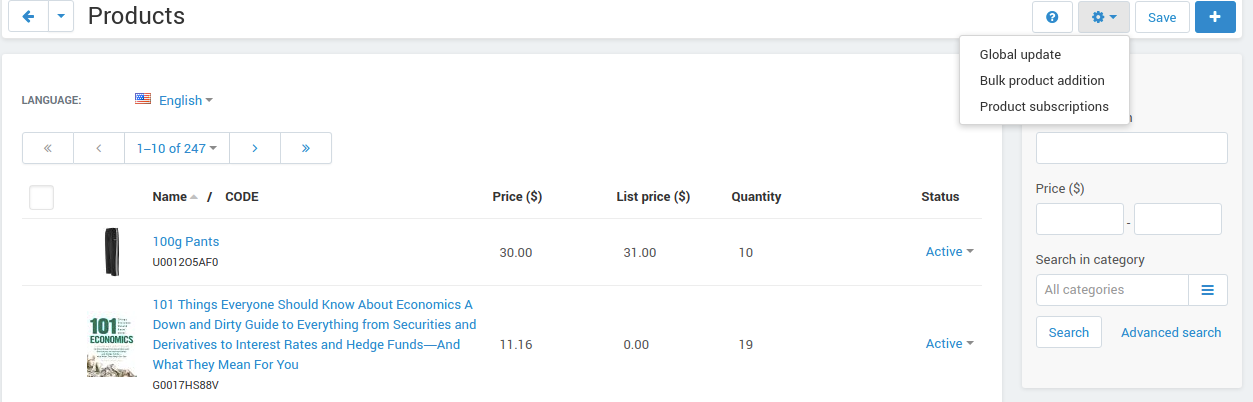 Products
Save
Global update
Bulk product addition
Product subscriptions
LANGUAGE:
English
« ‹ 1–10 of 247 › »
Name / CODE Price ($) List price ($) Quantity Status
100g Pants
U0012O5AF0
30.00 31.00 10 Active
101 Things Everyone Should Know About Economics A
Down and Dirty Guide to Everything from Securities and
Derivatives to Interest Rates and Hedge Funds—And
What They Mean For You
G0017HS88V
11.16 0.00 19 Active
101
ECONOMICS
Price ($)
-
Search in category
All categories
Search
Advanced search